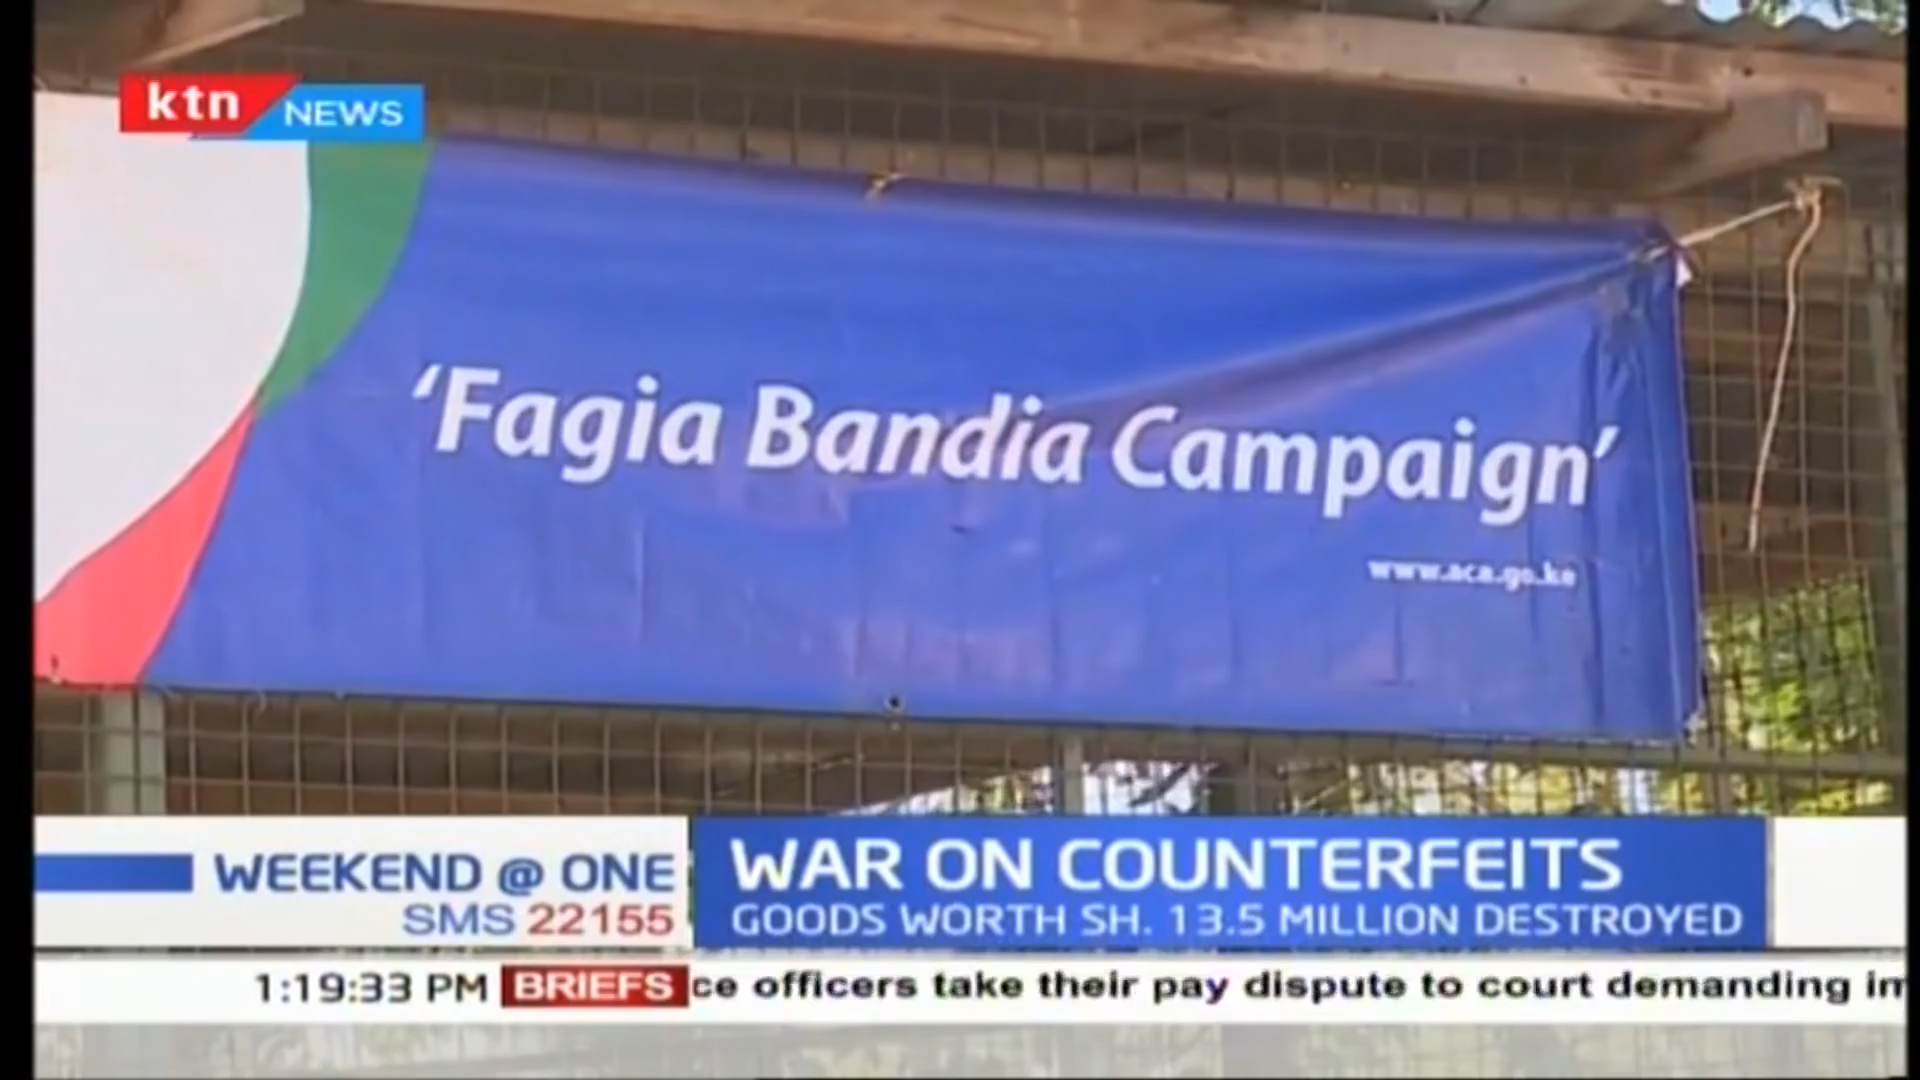 ktn NEWS
'Fagia Bandia Campaign'
www.aca.go.ke
WEEKEND @ ONE
SMS 22155
WAR ON COUNTERFEITS
GOODS WORTH SH. 13.5 MILLION DESTROYED
1:19:33 PM BRIEFS ce officers take their pay dispute to court demanding im